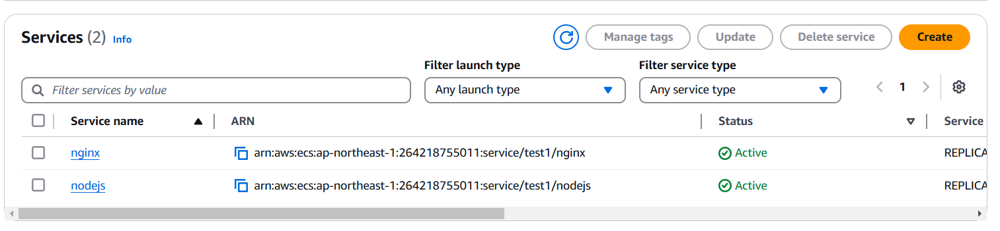 Services (2) Info
Manage tags
Update
Delete service
Create
Filter launch type
Filter service type
Filter services by value
Any launch type
Any service type
1
Service name
ARN
Status
Service
nginx
arn:aws:ecs:ap-northeast-1:264218755011:service/test1/nginx
Active
REPLICA
nodejs
arn:aws:ecs:ap-northeast-1:264218755011:service/test1/nodejs
Active
REPLICA